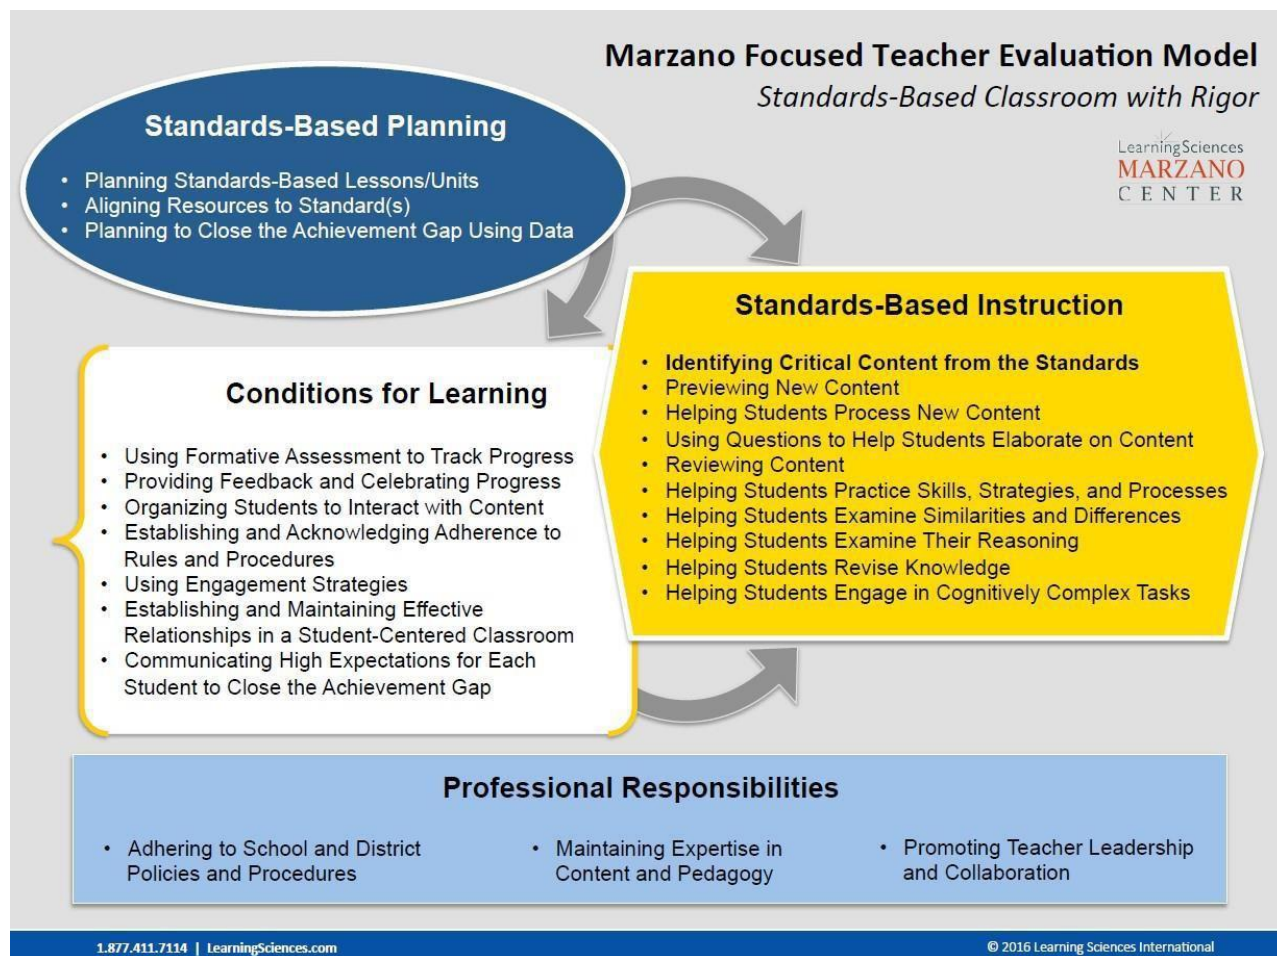 Marzano Focused Teacher Evaluation Model
Standards-Based Classroom with Rigor
LearningSciences
MARZANO
CENTER
Standards-Based Planning
• Planning Standards-Based Lessons/Units
• Aligning Resources to Standard(s)
• Planning to Close the Achievement Gap Using Data
Standards-Based Instruction
• Identifying Critical Content from the Standards
• Previewing New Content
• Helping Students Process New Content
• Using Questions to Help Students Elaborate on Content
• Reviewing Content
• Helping Students Practice Skills, Strategies, and Processes
• Helping Students Examine Similarities and Differences
• Helping Students Examine Their Reasoning
• Helping Students Revise Knowledge
• Helping Students Engage in Cognitively Complex Tasks
Conditions for Learning
• Using Formative Assessment to Track Progress
• Providing Feedback and Celebrating Progress
• Organizing Students to Interact with Content
• Establishing and Acknowledging Adherence to
Rules and Procedures
• Using Engagement Strategies
• Establishing and Maintaining Effective
Relationships in a Student-Centered Classroom
• Communicating High Expectations for Each
Student to Close the Achievement Gap
Professional Responsibilities
• Adhering to School and District
Policies and Procedures
• Maintaining Expertise in
Content and Pedagogy
• Promoting Teacher Leadership
and Collaboration
1.877.411.7114 | LearningSciences.com
© 2016 Learning Sciences International